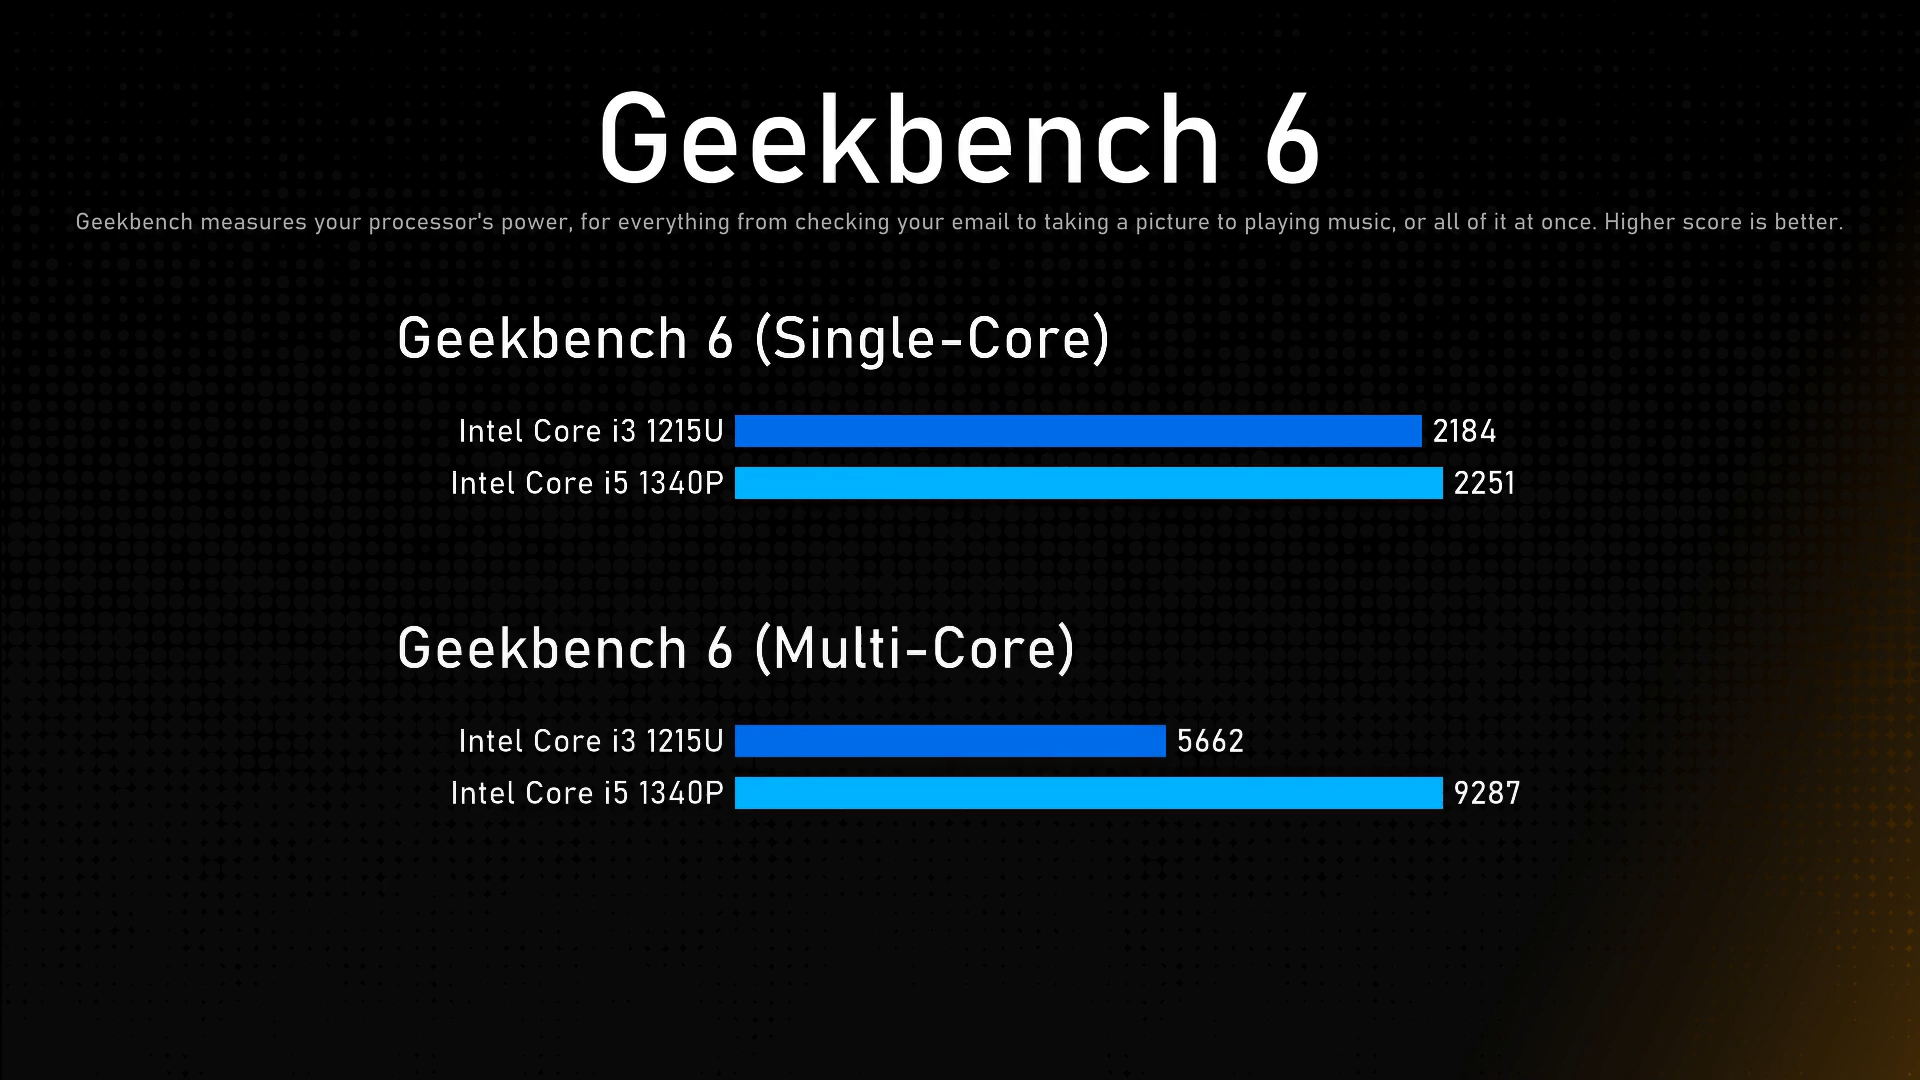 Geekbench 6
Geekbench measures your processor's power, for everything from checking your email to taking a picture to playing music, or all of it at once. Higher score is better.
Geekbench 6 (Single-Core)
Intel Core i3 1215U 2184
Intel Core i5 1340P 2251
Geekbench 6 (Multi-Core)
Intel Core i3 1215U 5662
Intel Core i5 1340P 9287